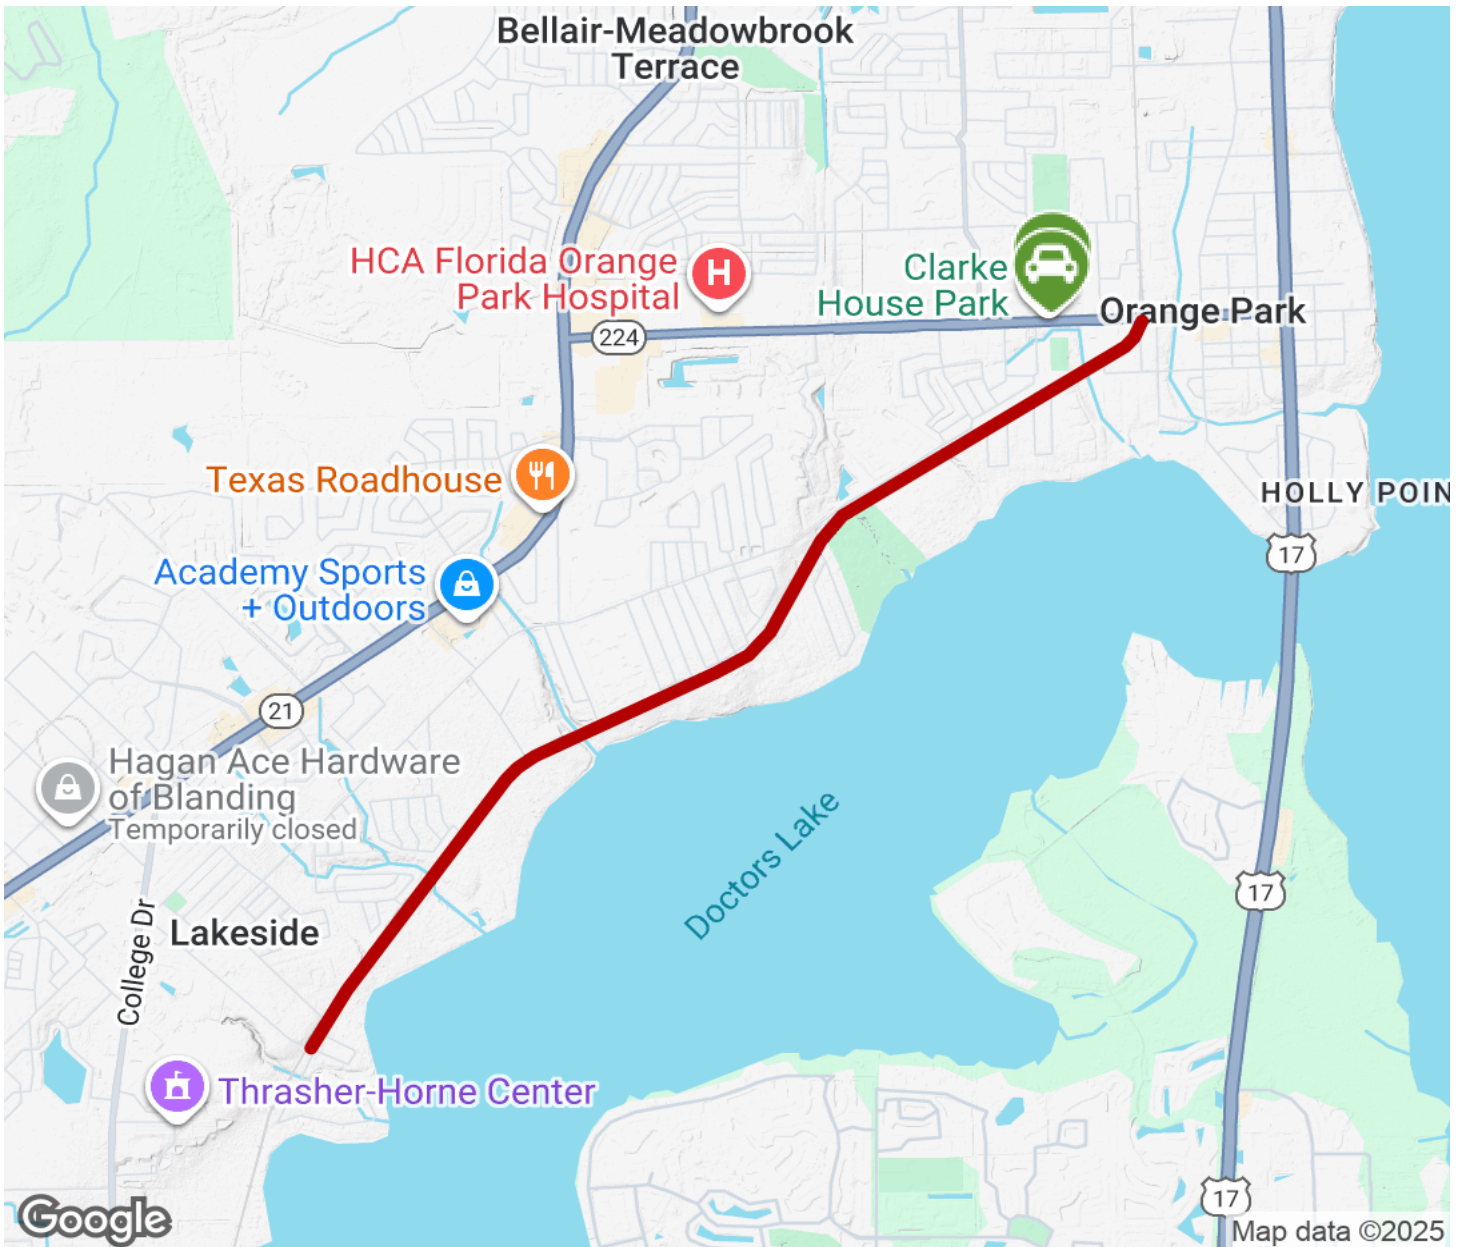 Bellair-Meadowbrook
Terrace
HCA Florida Orange
Park Hospital
H
Clarke
House Park
Orange Park
224
Texas Roadhouse
HOLLY POIN
17
Academy Sports
+ Outdoors
21
Hagan Ace Hardware
of Blanding
Temporarily closed
Doctors Lake
17
College Dr
Lakeside
Thrasher-Horne Center
17
Google
Map data ©2025